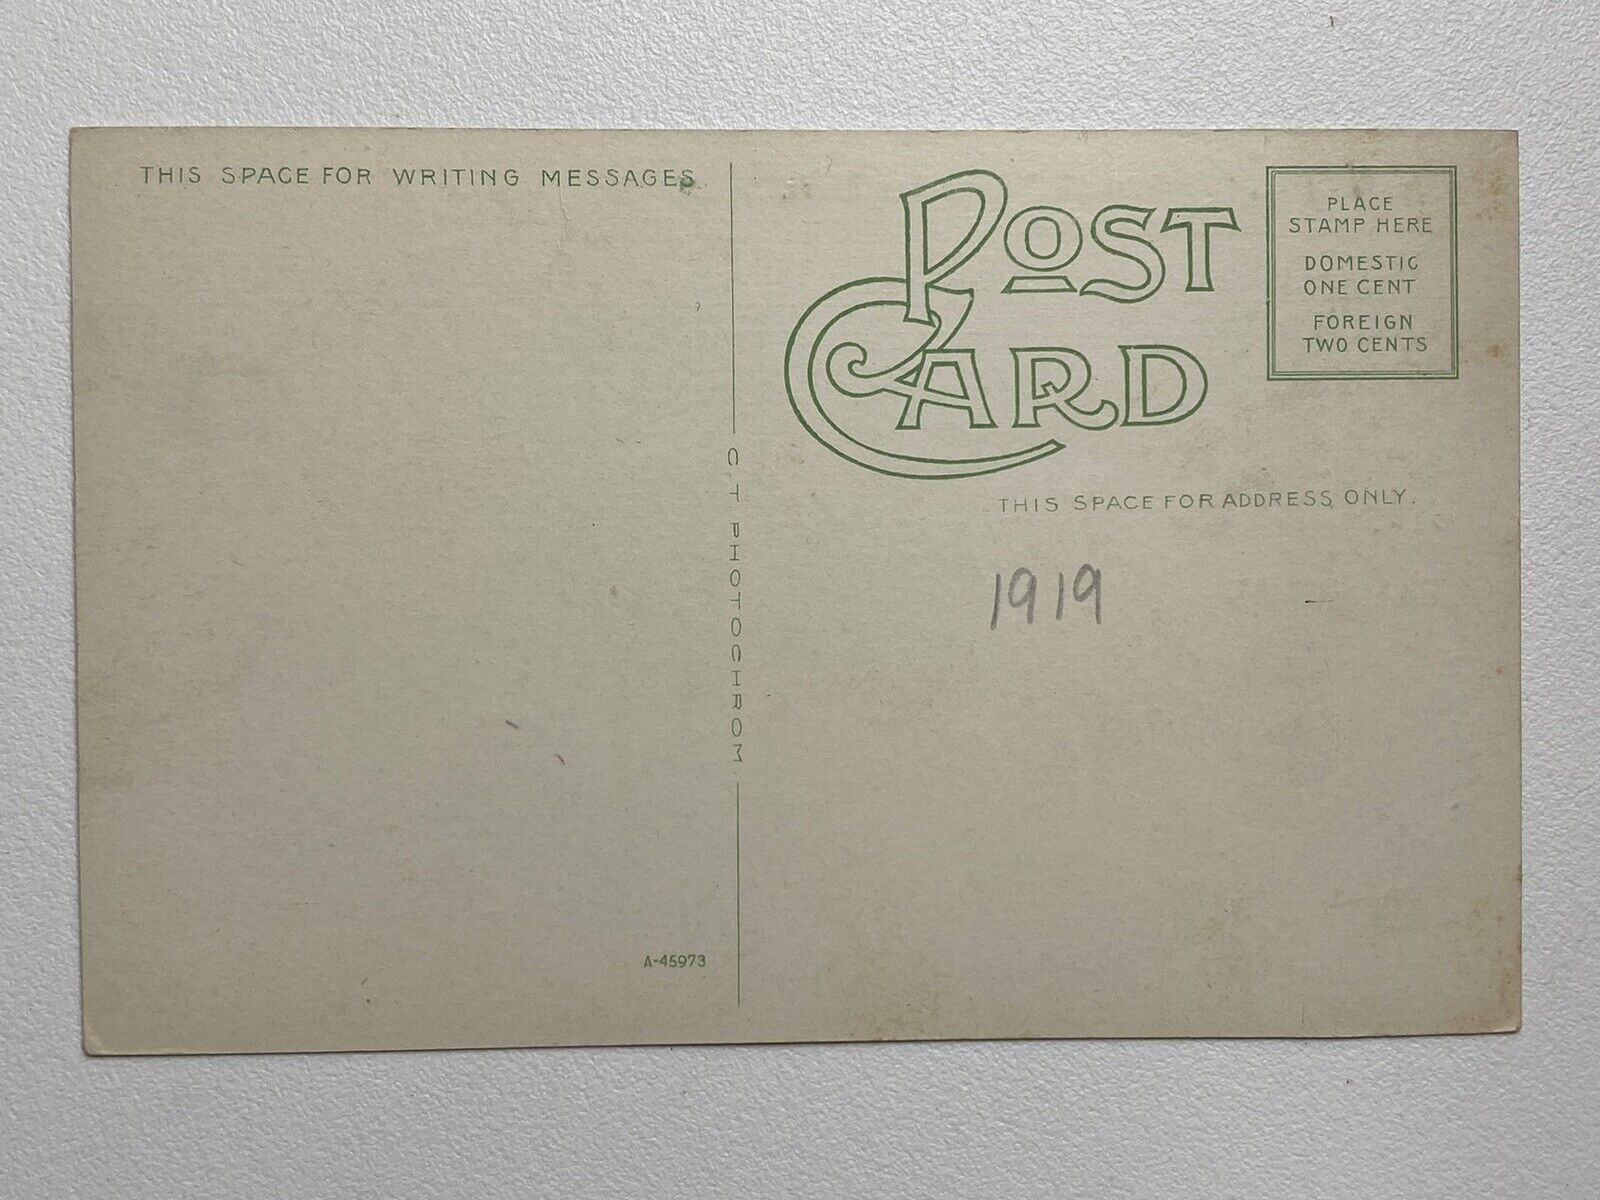 THIS SPACE FOR WRITING MESSAGES.
POST
CARD
PLACE
STAMP HERE
DOMESTIC
ONE CENT
FOREIGN
TWO CENTS
C. T. PHOTOCHROM
THIS SPACE FOR ADDRESS ONLY.
1919
A-45973